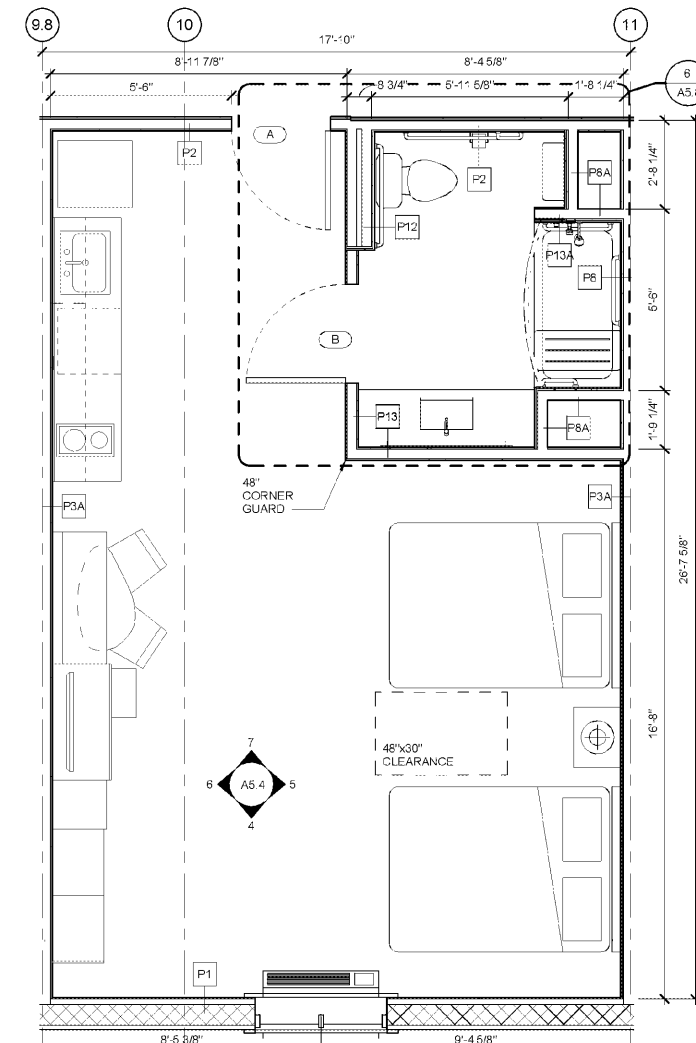 9.8
10
11
17'-10"
8'-11 7/8"
8'-4 5/8"
6
5'-6"
8 3/4"
5'-11 5/8"
1'-8 1/4"
A
P2
P2
P8A
2'-8 1/4"
P12
P13A
P8
5'-6"
B
P13
P8A
1'-9 1/4"
48"
CORNER
GUARD
P3A
P3A
26'-7 5/8"
16'-8"
48"x30"
CLEARANCE
7
6
A5.4
5
4
P1
8'-5 3/8"
9'-4 5/8"